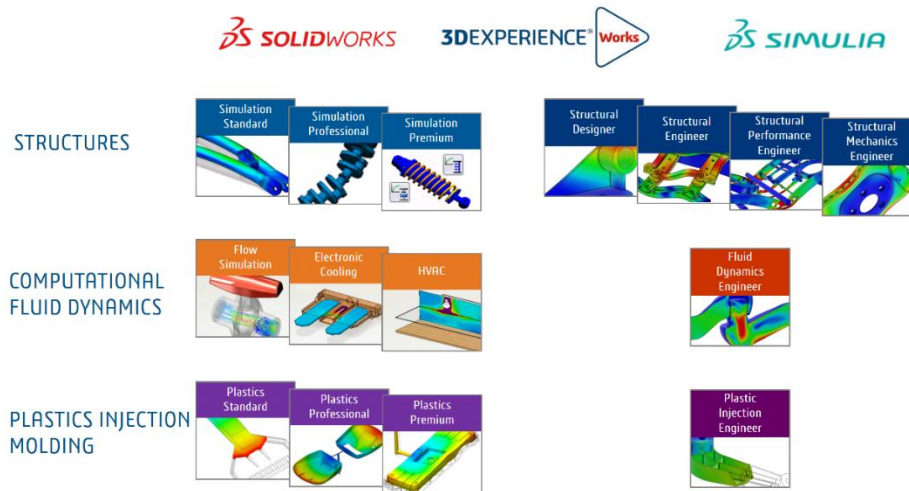 SOLIDWORKS
3DEXPERIENCE® Works
SIMULIA
STRUCTURES
Simulation
Standard
Simulation
Professional
Simulation
Premium
Structural
Designer
Structural
Engineer
Structural
Performance
Engineer
Structural
Mechanics
Engineer
COMPUTATIONAL
FLUID DYNAMICS
Flow
Simulation
Electronic
Cooling
HVAC
Fluid
Dynamics
Engineer
PLASTICS INJECTION
MOLDING
Plastics
Standard
Plastics
Professional
Plastics
Premium
Plastic
Injection
Engineer